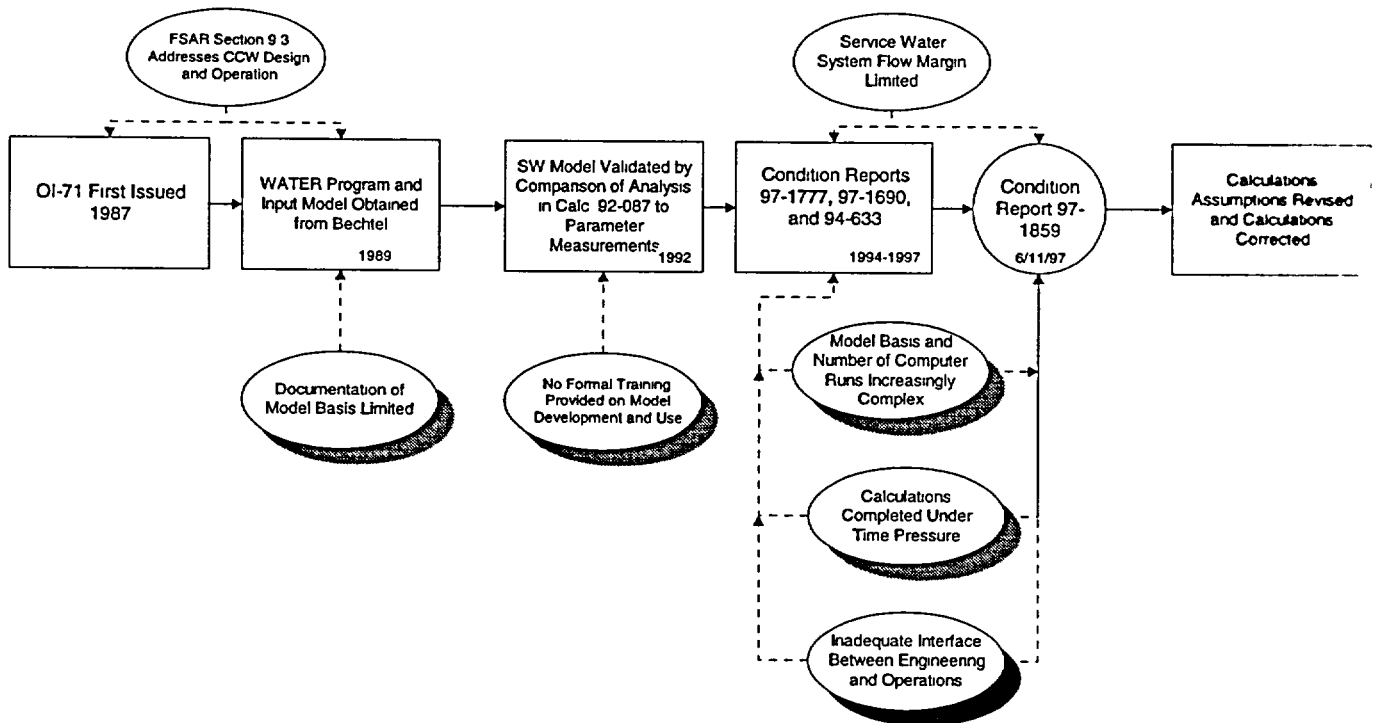 FSAR Section 9 3
Addresses CCW Design
and Operation
Service Water
System Flow Margin
Limited
OI-71 First Issued
1987
WATER Program and
Input Model Obtained
from Bechtel
1989
SW Model Validated by
Comparison of Analysis
in Calc 92-087 to
Parameter
Measurements
1992
Condition Reports
97-1777, 97-1690,
and 94-633
1994-1997
Condition
Report 97-
1859
6/11/97
Calculations
Assumptions Revised
and Calculations
Corrected
Documentation of
Model Basis Limited
No Formal Training
Provided on Model
Development and Use
Model Basis and
Number of Computer
Runs Increasingly
Complex
Calculations
Completed Under
Time Pressure
Inadequate Interface
Between Engineering
and Operations